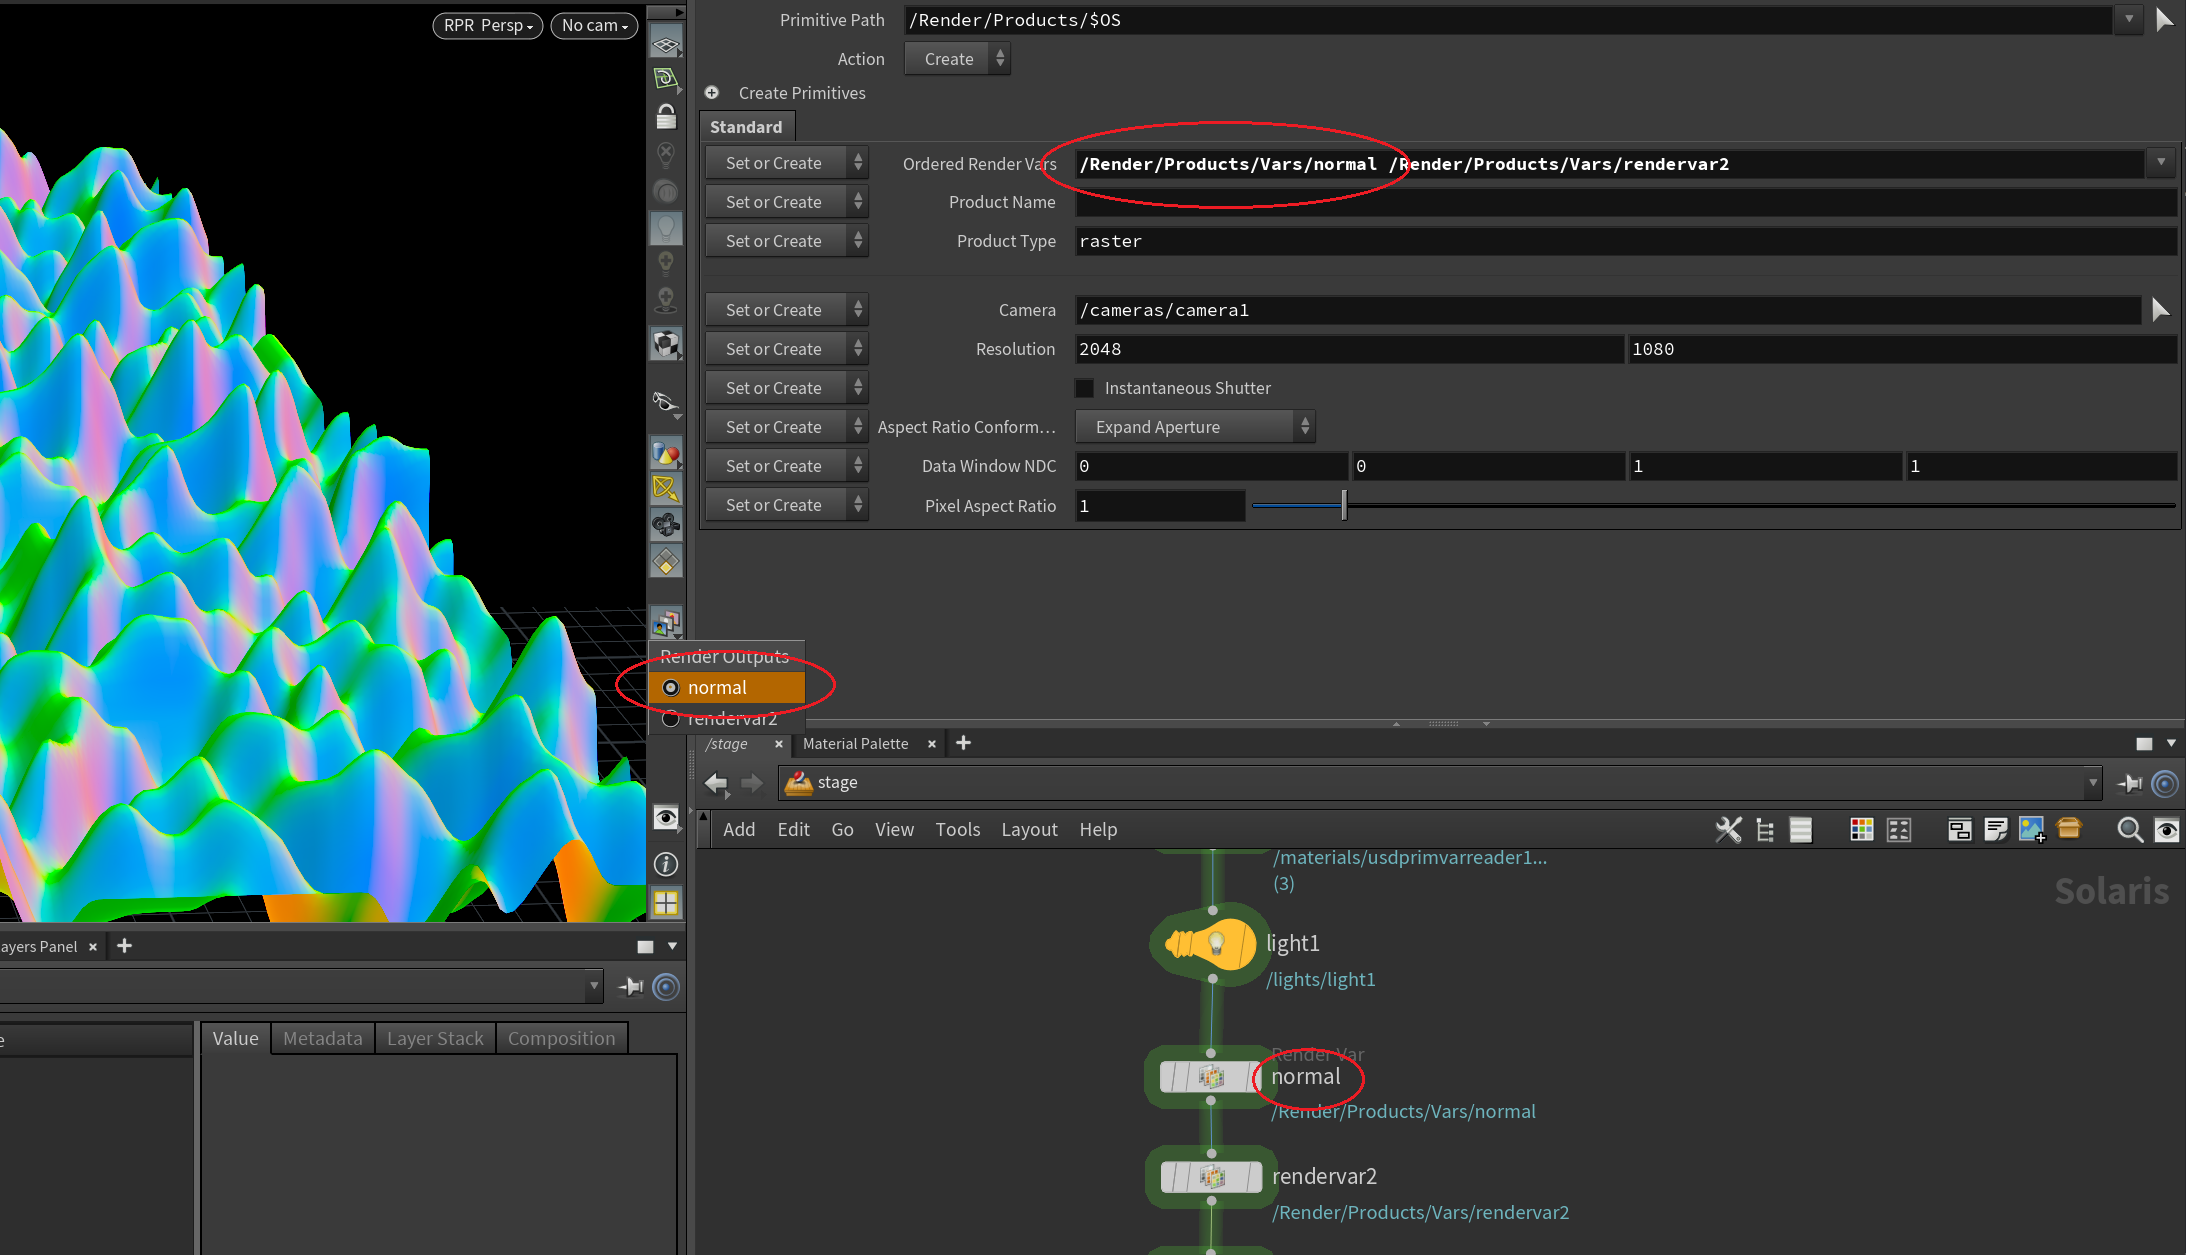 RPR Persp
No cam
Primitive Path /Render/Products/$OS
Action Create
Create Primitives
Standard
Set or Create Ordered Render Vars /Render/Products/Vars/normal /Render/Products/Vars/rendervar2
Set or Create Product Name
Set or Create Product Type raster
Set or Create Camera /cameras/camera1
Set or Create Resolution 2048 1080
Set or Create Instantaneous Shutter
Set or Create Aspect Ratio Conform... Expand Aperture
Set or Create Data Window NDC 0 0 1 1
Set or Create Pixel Aspect Ratio 1
Render Outputs
normal
rendervar2
/stage Material Palette
stage
Add Edit Go View Tools Layout Help
/materials/usdprimvarreader1...
(3)
Solaris
light1
/lights/light1
Render Var
normal
/Render/Products/Vars/normal
rendervar2
/Render/Products/Vars/rendervar2
ayers Panel
e
Value Metadata Layer Stack Composition